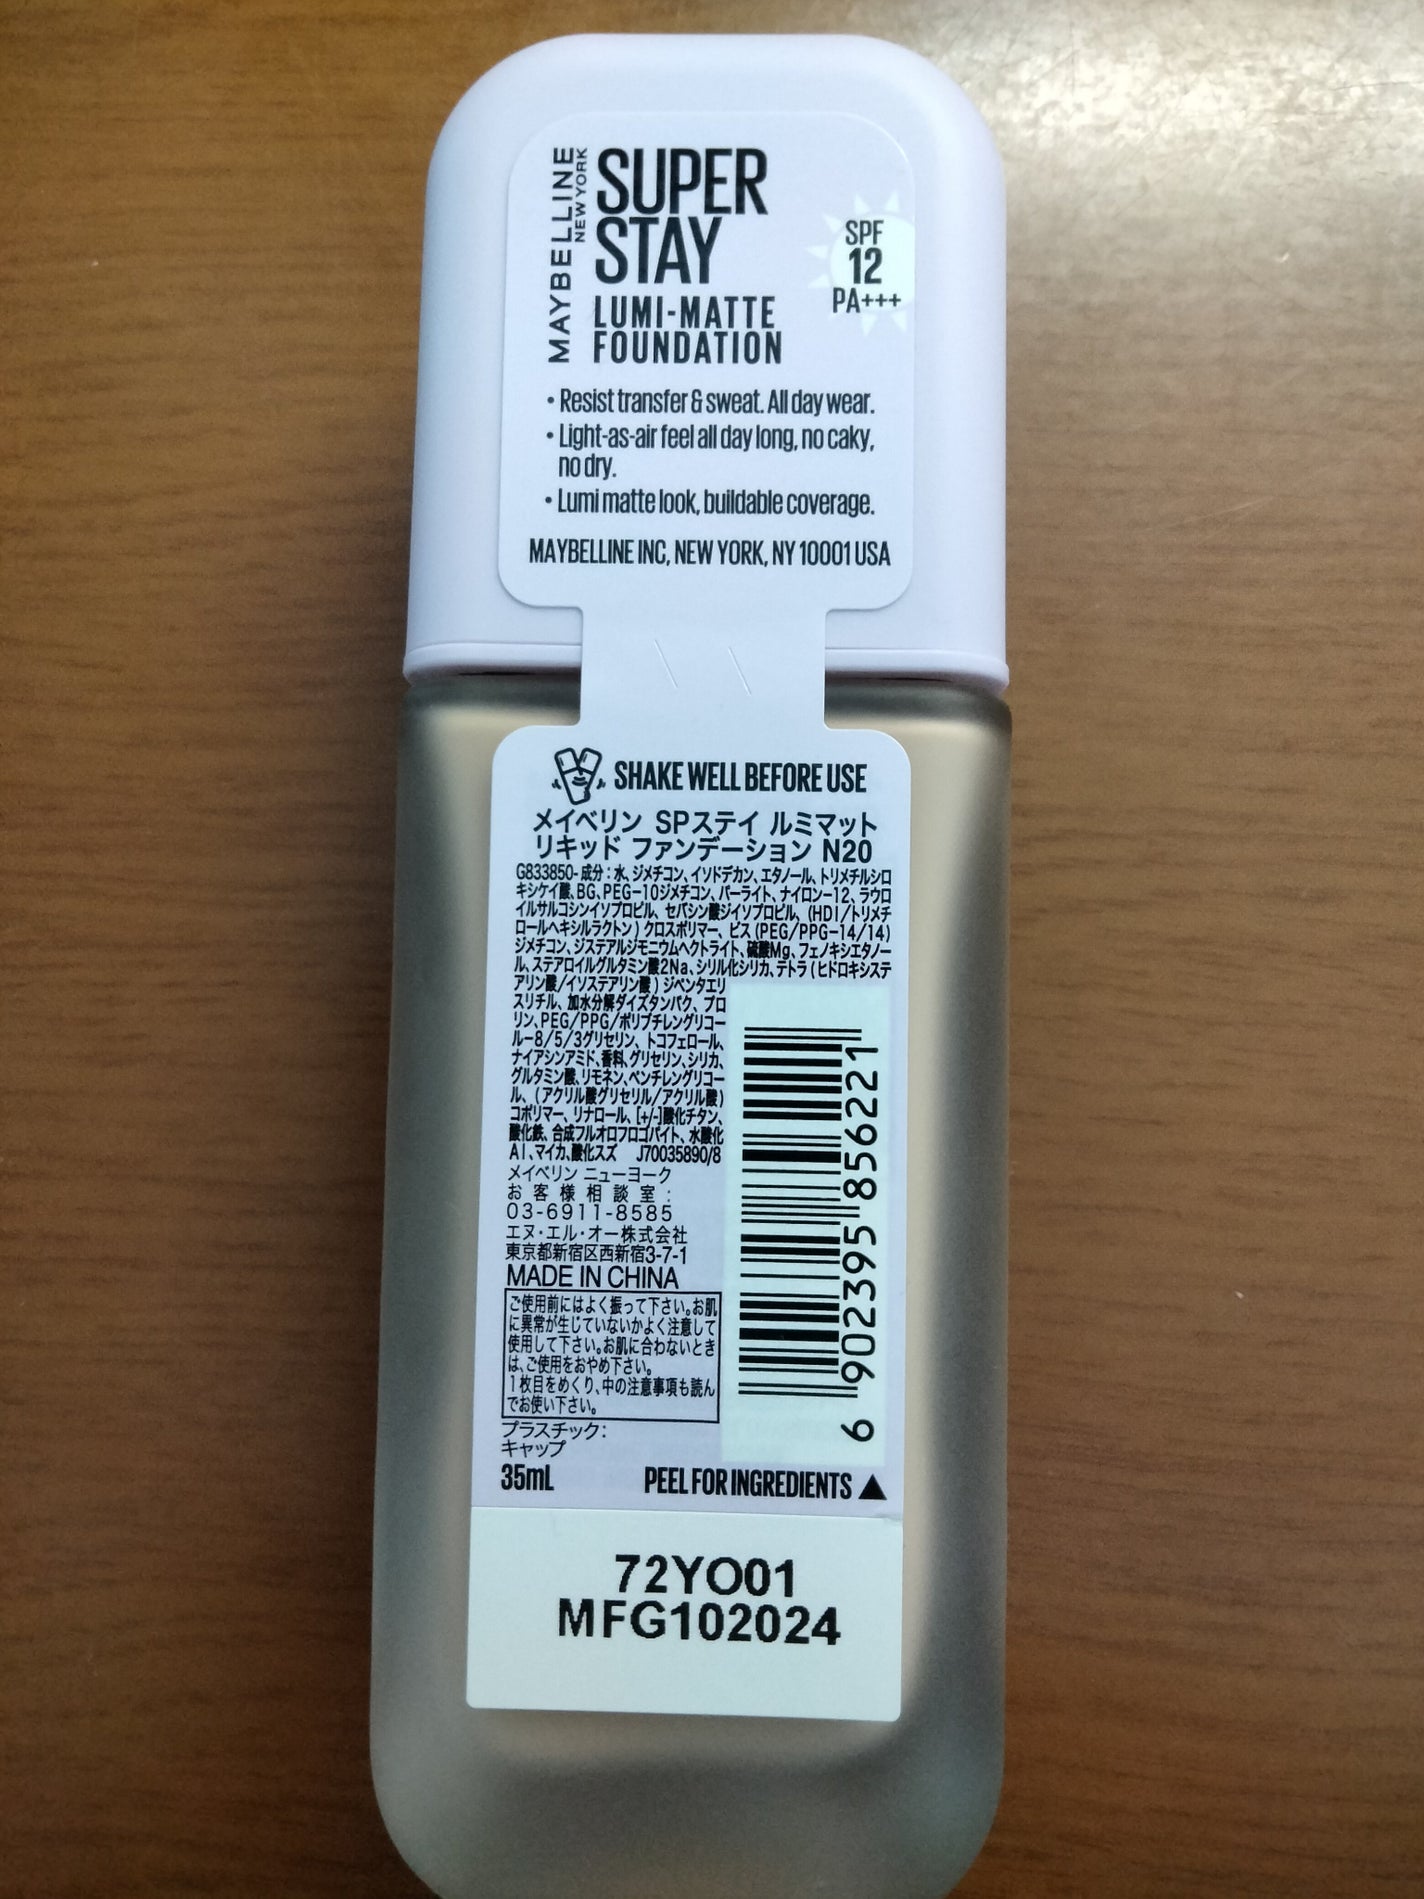 MAYBELLINE
NEW YORK
SUPER
STAY
LUMI-MATTE
FOUNDATION
SPF
12
PA+++
• Resist transfer & sweat. All day wear.
• Light-as-air feel all day long, no caky,
no dry.
• Lumi matte look, buildable coverage.
MAYBELLINE INC, NEW YORK, NY 10001 USA
SHAKE WELL BEFORE USE
メイベリン SPステイ ルミマット
リキッド ファンデーション N20
G833850- 成分：水、ジメチコン、イソドデカン、エタノール、トリメチルシロ
キシケイ酸、BG、PEG-10ジメチコン、パーライト、ナイロン-12、ラウロ
イルサルコシンイソプロピル、セバシン酸ジイソプロピル、(HDI/トリメチ
ロールヘキシルラクトン)クロスポリマー、ビス(PEG/PPG-14/14)
ジメチコン、ジステアルジモニウムヘクトライト、硫酸Mg、フェノキシエタノー
ル、ステアロイルグルタミン酸2Na、シリル化シリカ、テトラ(ヒドロキシステ
アリン酸/イソステアリン酸)ジペンタエリ
スリチル、加水分解ダイズタンパク、プロ
リン、PEG/PPG/ポリブチレングリコー
ル-8/5/3グリセリン、トコフェロール、
ナイアシンアミド、香料、グリセリン、シリカ、
グルタミン酸、リモネン、ペンチレングリコー
ル、(アクリル酸グリセリル/アクリル酸)
コポリマー、リナロール、[+/-]酸化チタン、
酸化鉄、合成フルオロフロゴパイト、水酸化
Al、マイカ、酸化スズ J70035890/8
メイベリン ニューヨーク
お客様相談室：
03-6911-8585
エヌ・エル・オー株式会社
東京都新宿区西新宿3-7-1
MADE IN CHINA
ご使用前にはよく振って下さい。お肌
に異常が生じていないかよく注意して
使用して下さい。お肌に合わないとき
は、ご使用をおやめ下さい。
1枚目をめくり、中の注意事項も読ん
でお使い下さい。
プラスチック：
キャップ
35mL
PEEL FOR INGREDIENTS ▲
6 902395 856221
72YO01
MFG102024